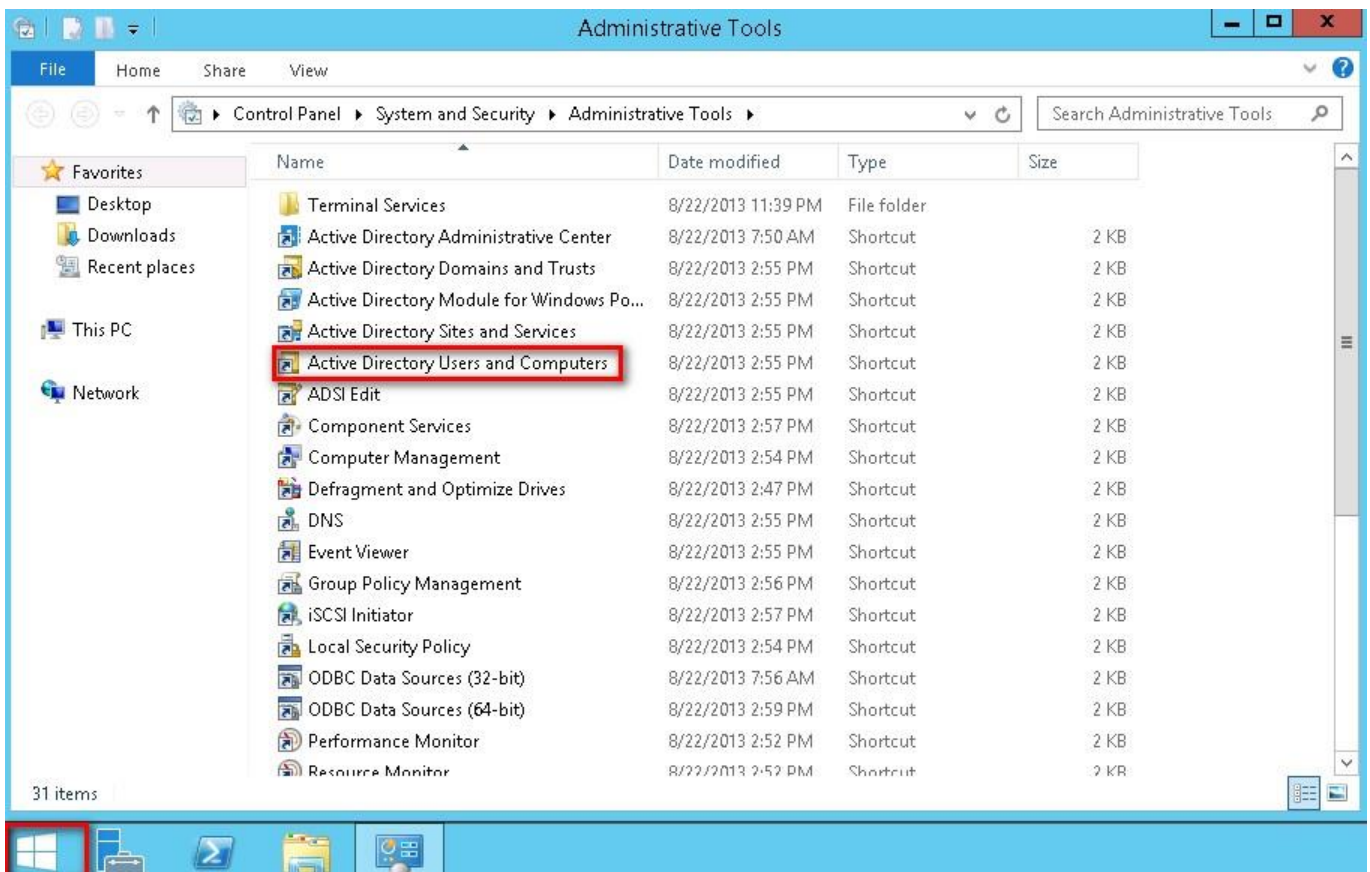 Administrative Tools
File Home Share View
Control Panel System and Security Administrative Tools Search Administrative Tools
Name Date modified Type Size
Favorites
Desktop
Downloads
Recent places
This PC
Network
Terminal Services 8/22/2013 11:39 PM File folder
Active Directory Administrative Center 8/22/2013 7:50 AM Shortcut 2 KB
Active Directory Domains and Trusts 8/22/2013 2:55 PM Shortcut 2 KB
Active Directory Module for Windows Po... 8/22/2013 2:55 PM Shortcut 2 KB
Active Directory Sites and Services 8/22/2013 2:55 PM Shortcut 2 KB
Active Directory Users and Computers 8/22/2013 2:55 PM Shortcut 2 KB
ADSI Edit 8/22/2013 2:55 PM Shortcut 2 KB
Component Services 8/22/2013 2:57 PM Shortcut 2 KB
Computer Management 8/22/2013 2:54 PM Shortcut 2 KB
Defragment and Optimize Drives 8/22/2013 2:47 PM Shortcut 2 KB
DNS 8/22/2013 2:55 PM Shortcut 2 KB
Event Viewer 8/22/2013 2:55 PM Shortcut 2 KB
Group Policy Management 8/22/2013 2:56 PM Shortcut 2 KB
iSCSI Initiator 8/22/2013 2:57 PM Shortcut 2 KB
Local Security Policy 8/22/2013 2:54 PM Shortcut 2 KB
ODBC Data Sources (32-bit) 8/22/2013 7:56 AM Shortcut 2 KB
ODBC Data Sources (64-bit) 8/22/2013 2:59 PM Shortcut 2 KB
Performance Monitor 8/22/2013 2:52 PM Shortcut 2 KB
Resource Monitor 8/22/2013 2:52 PM Shortcut 2 KB
31 items